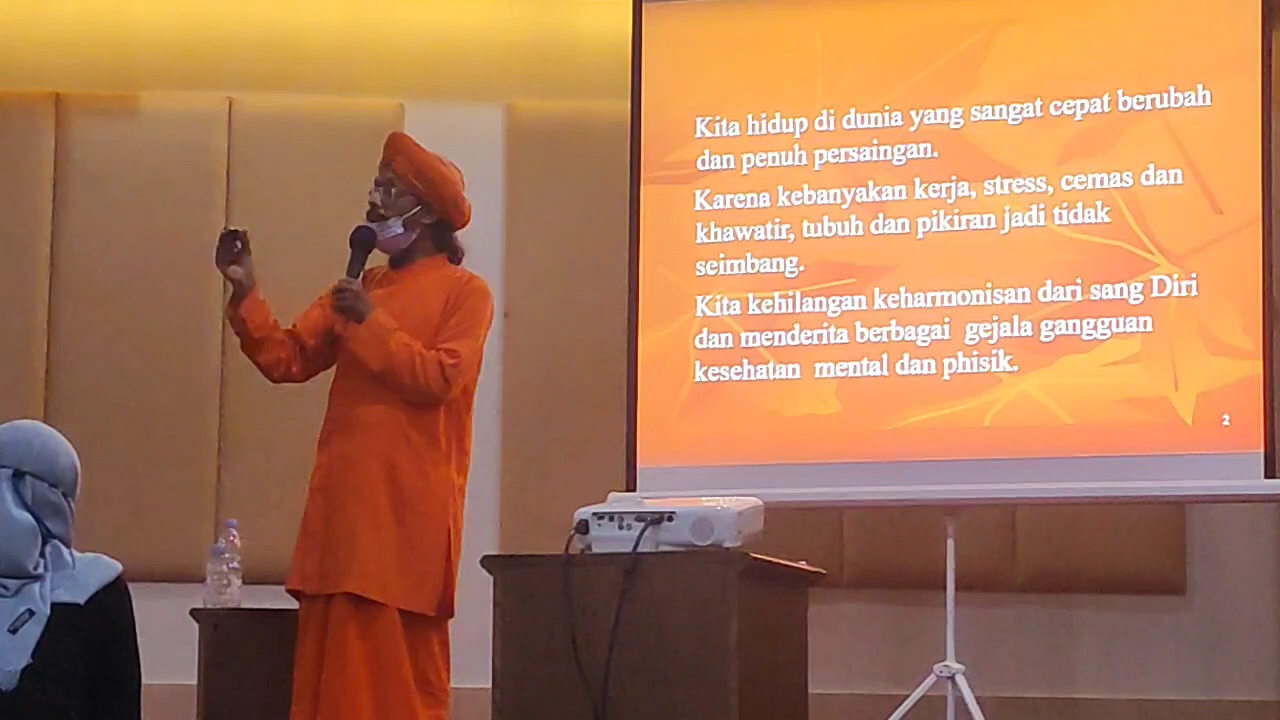 Kita hidup di dunia yang sangat cepat berubah
dan penuh persaingan.
Karena kebanyakan kerja, stress, cemas dan
khawatir, tubuh dan pikiran jadi tidak
seimbang.
Kita kehilangan keharmonisan dari sang Diri
dan menderita berbagai  gejala gangguan
kesehatan  mental dan phisik.
2